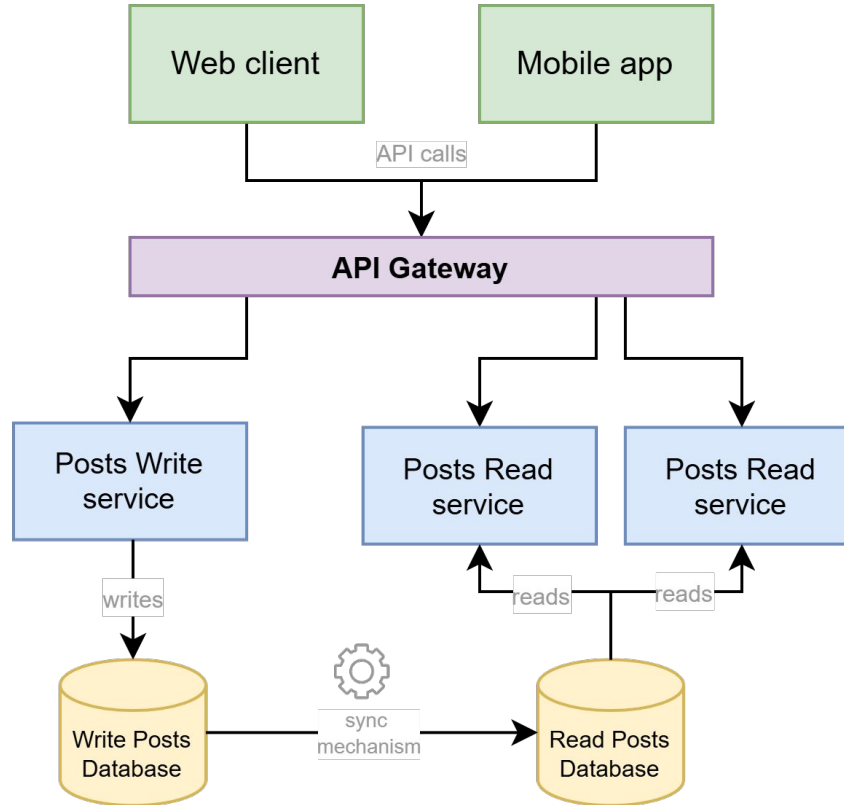 Web client
Mobile app
API calls
API Gateway
Posts Write
service
Posts Read
service
Posts Read
service
writes
reads
reads
sync
mechanism
Write Posts
Database
Read Posts
Database